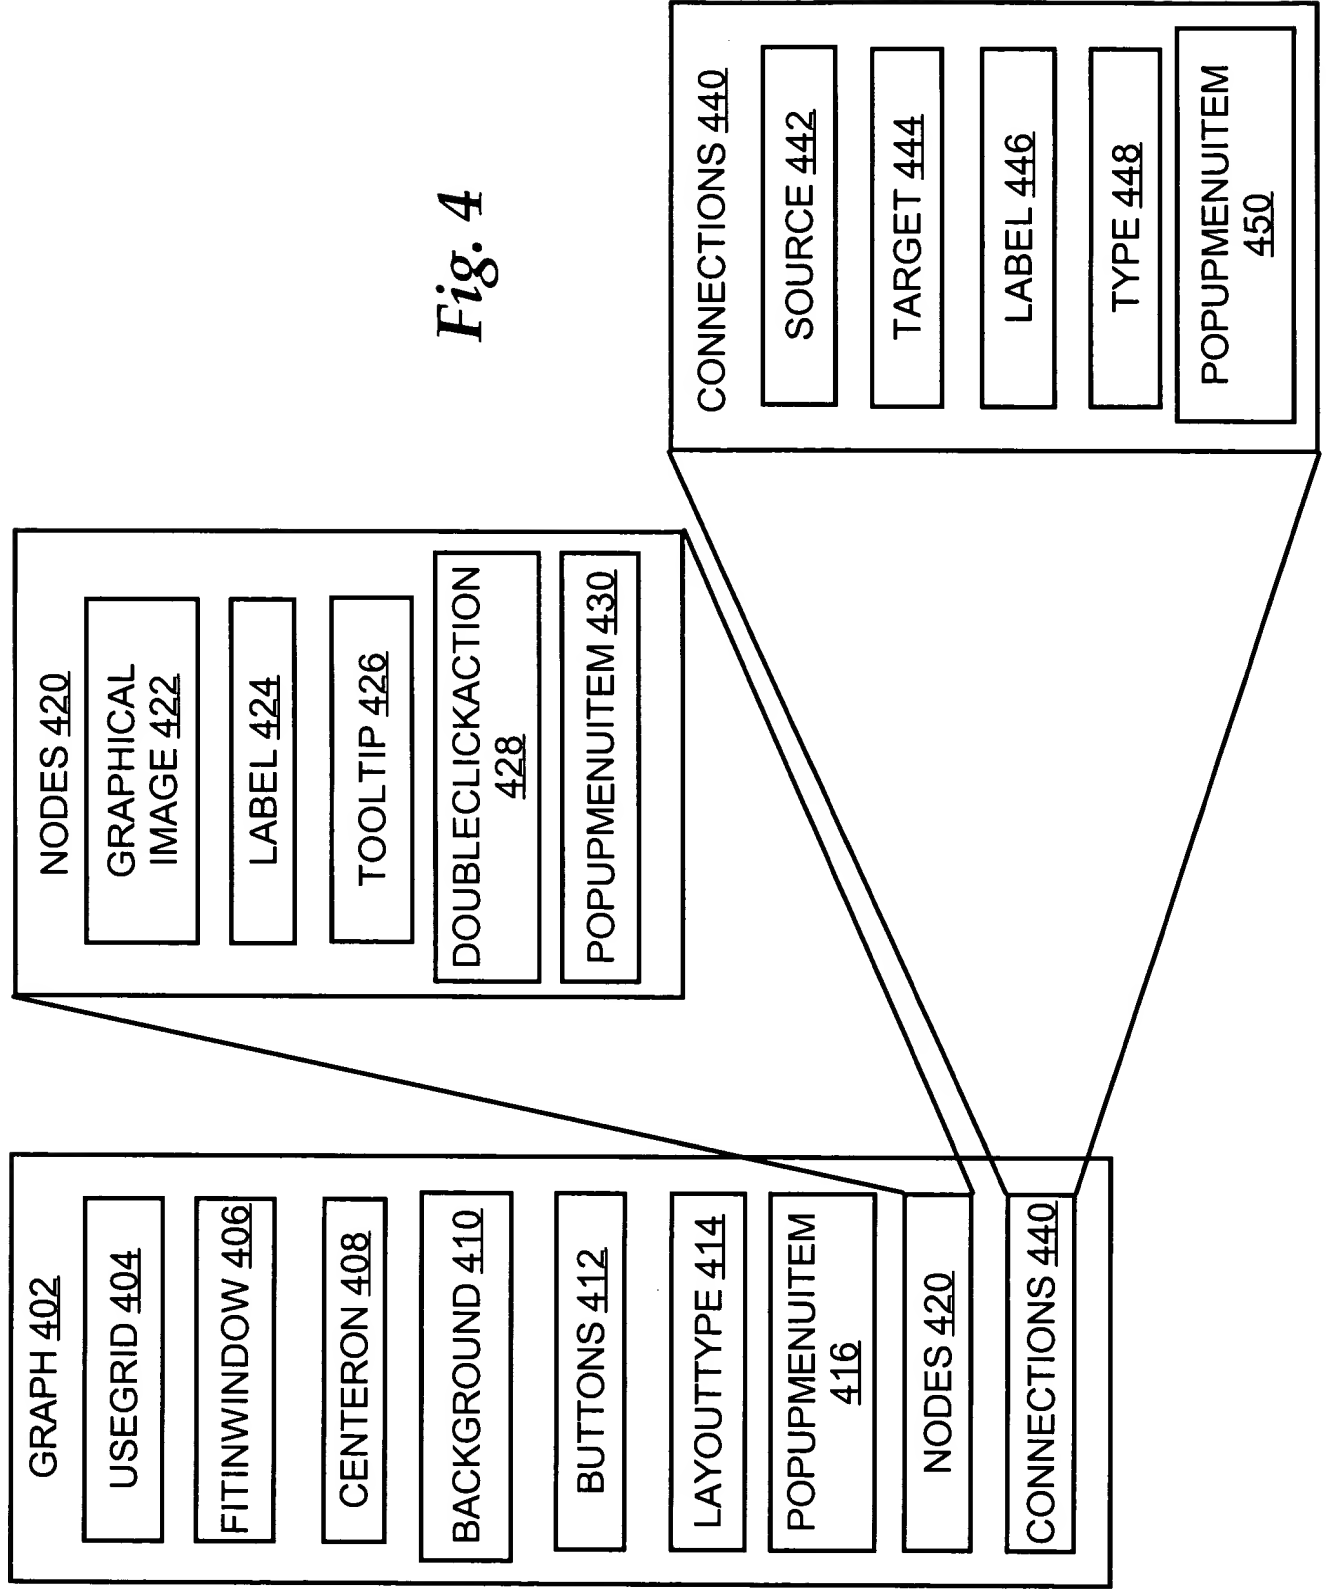 GRAPH 402
USEGRID 404
FITINWINDOW 406
CENTERON 408
BACKGROUND 410
BUTTONS 412
LAYOUTTYPE 414
POPUPMENUITEM
416
NODES 420
CONNECTIONS 440
NODES 420
GRAPHICAL
IMAGE 422
LABEL 424
TOOLTIP 426
DOUBLECLICKACTION
428
POPUPMENUITEM 430
CONNECTIONS 440
SOURCE 442
TARGET 444
LABEL 446
TYPE 448
POPUPMENUITEM
450
Fig. 4